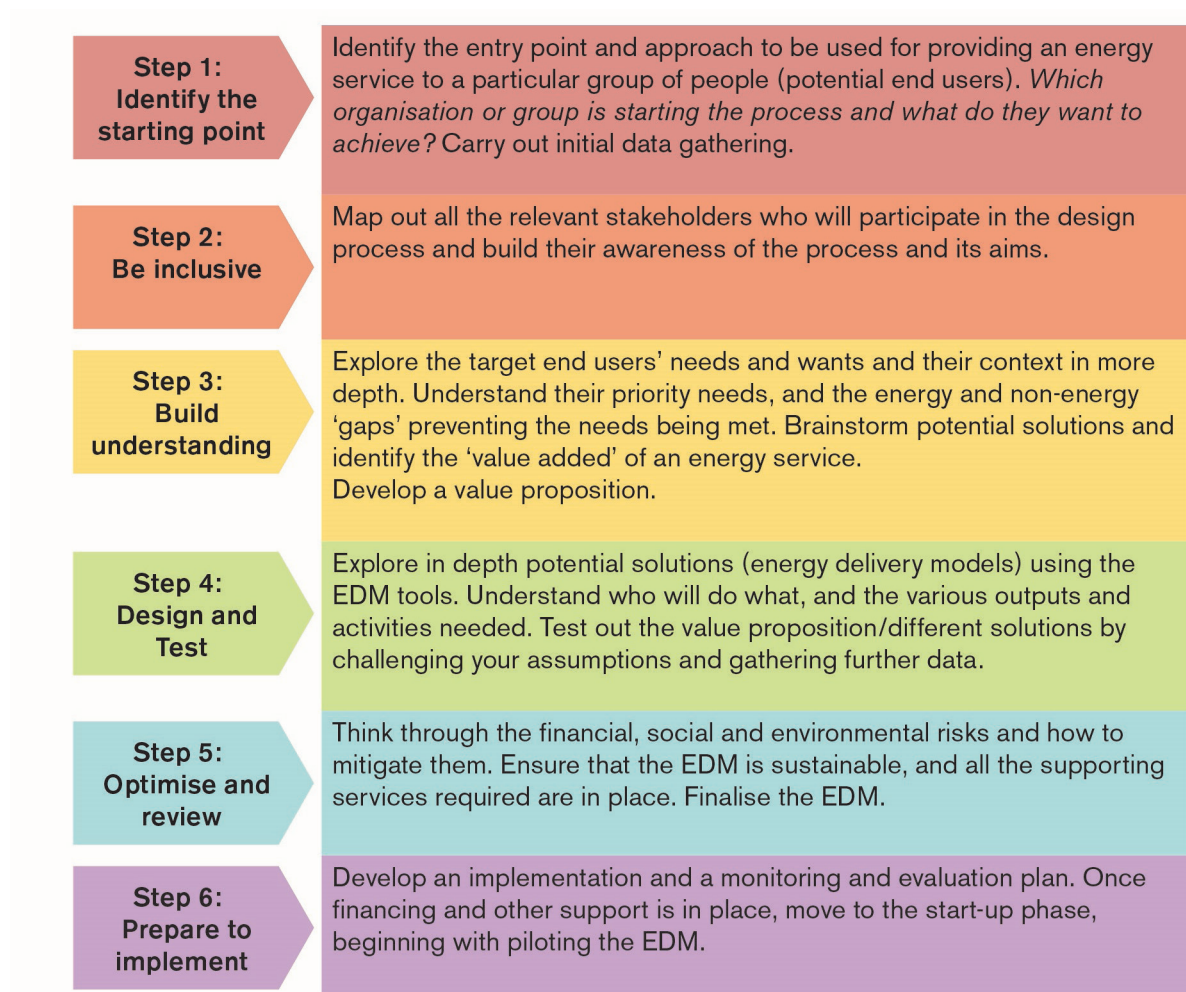 Step 1:
Identify the
starting point
Identify the entry point and approach to be used for providing an energy
service to a particular group of people (potential end users). Which
organisation or group is starting the process and what do they want to
achieve? Carry out initial data gathering.
Step 2:
Be inclusive
Map out all the relevant stakeholders who will participate in the design
process and build their awareness of the process and its aims.
Step 3:
Build
understanding
Explore the target end users’ needs and wants and their context in more
depth. Understand their priority needs, and the energy and non-energy
‘gaps’ preventing the needs being met. Brainstorm potential solutions and
identify the ‘value added’ of an energy service.
Develop a value proposition.
Step 4:
Design and
Test
Explore in depth potential solutions (energy delivery models) using the
EDM tools. Understand who will do what, and the various outputs and
activities needed. Test out the value proposition/different solutions by
challenging your assumptions and gathering further data.
Step 5:
Optimise and
review
Think through the financial, social and environmental risks and how to
mitigate them. Ensure that the EDM is sustainable, and all the supporting
services required are in place. Finalise the EDM.
Step 6:
Prepare to
implement
Develop an implementation and a monitoring and evaluation plan. Once
financing and other support is in place, move to the start-up phase,
beginning with piloting the EDM.